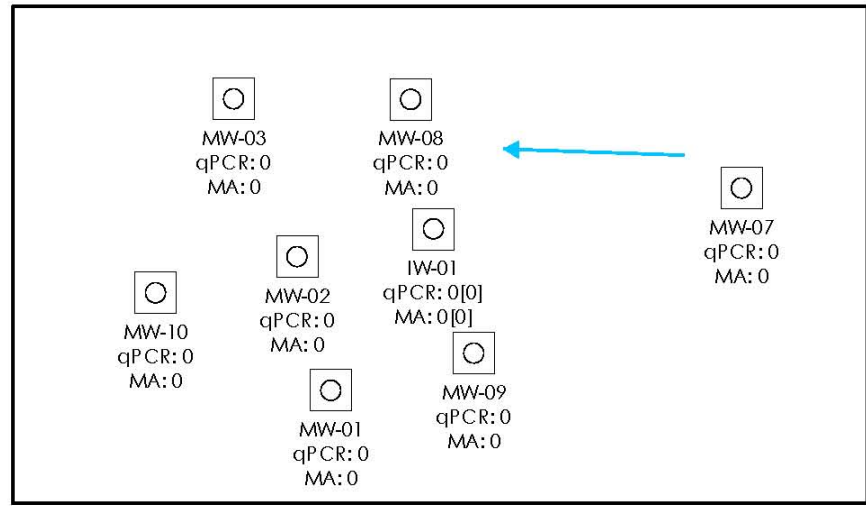 MW-03
qPCR: 0
MA: 0
MW-08
qPCR: 0
MA: 0
MW-07
qPCR: 0
MA: 0
IW-01
qPCR: 0[0]
MA: 0[0]
MW-02
qPCR: 0
MA: 0
MW-10
qPCR: 0
MA: 0
MW-09
qPCR: 0
MA: 0
MW-01
qPCR: 0
MA: 0